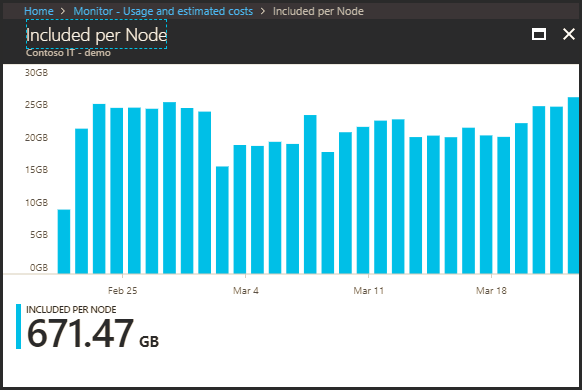 Home > Monitor - Usage and estimated costs > Included per Node
Included per Node
Contoso IT - demo
30GB
25GB
20GB
15GB
10GB
5GB
0GB
Feb 25 Mar 4 Mar 11 Mar 18
INCLUDED PER NODE
671.47 GB